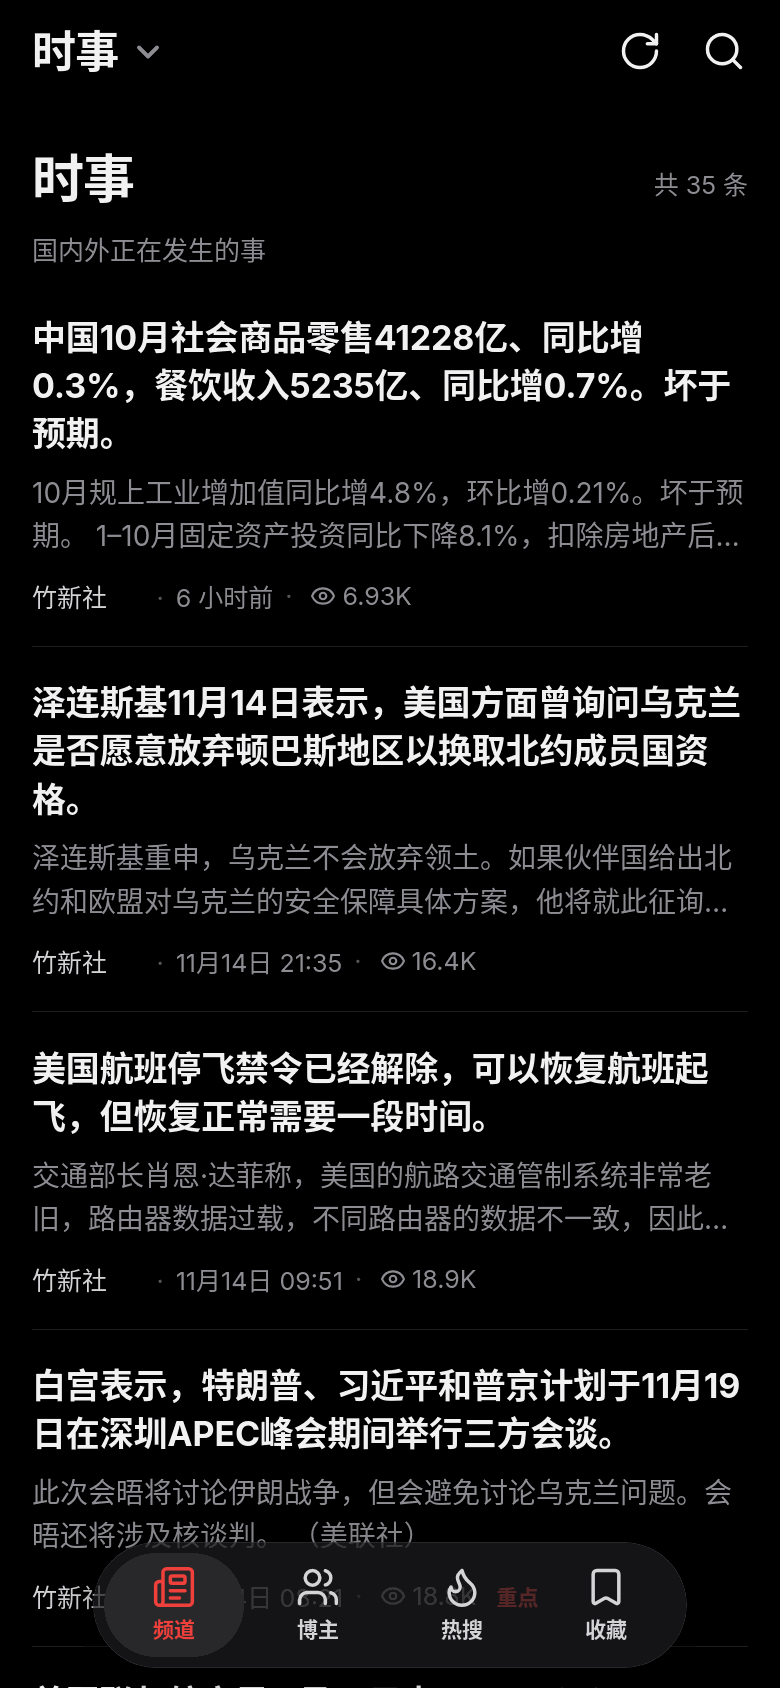 时事
时事
共 35 条
国内外正在发生的事
中国10月社会商品零售41228亿、同比增
0.3%，餐饮收入5235亿、同比增0.7%。坏于
预期。
10月规上工业增加值同比增4.8%，环比增0.21%。坏于预
期。 1–10月固定资产投资同比下降8.1%，扣除房地产后...
竹新社 · 6 小时前 · 6.93K
泽连斯基11月14日表示，美国方面曾询问乌克兰
是否愿意放弃顿巴斯地区以换取北约成员国资
格。
泽连斯基重申，乌克兰不会放弃领土。如果伙伴国给出北
约和欧盟对乌克兰的安全保障具体方案，他将就此征询...
竹新社 · 11月14日 21:35 · 16.4K
美国航班停飞禁令已经解除，可以恢复航班起
飞，但恢复正常需要一段时间。
交通部长肖恩·达菲称，美国的航路交通管制系统非常老
旧，路由器数据过载，不同路由器的数据不一致，因此...
竹新社 · 11月14日 09:51 · 18.9K
白宫表示，特朗普、习近平和普京计划于11月19
日在深圳APEC峰会期间举行三方会谈。
此次会晤将讨论伊朗战争，但会避免讨论乌克兰问题。会
晤还将涉及核谈判。 （美联社）
竹新社 重点
频道 博主 热搜 收藏